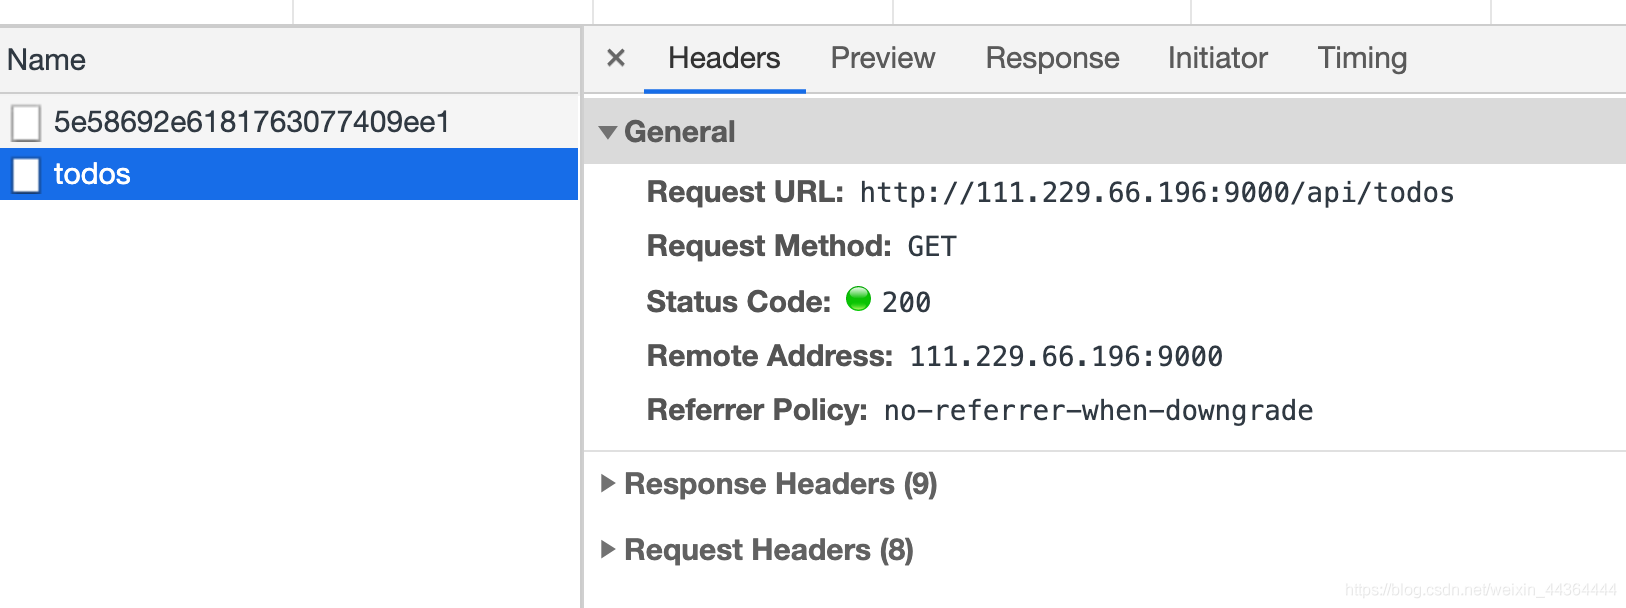 Name
5e58692e6181763077409ee1
todos
× Headers Preview Response Initiator Timing
General
Request URL: http://111.229.66.196:9000/api/todos
Request Method: GET
Status Code: 200
Remote Address: 111.229.66.196:9000
Referrer Policy: no-referrer-when-downgrade
Response Headers (9)
Request Headers (8)
https://blog.csdn.net/weixin_44364444